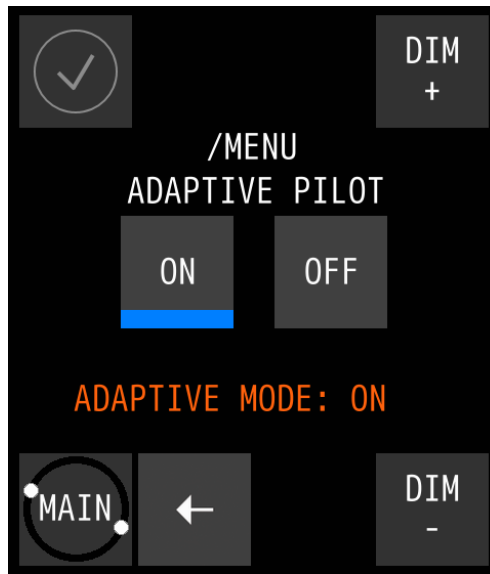 DIM
+
/MENU
ADAPTIVE PILOT
ON OFF
ADAPTIVE MODE: ON
MAIN ← DIM
-